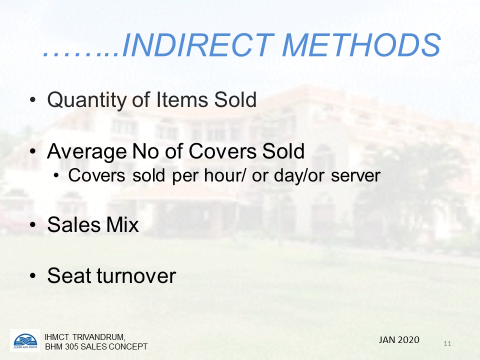 ……..INDIRECT METHODS
• Quantity of Items Sold
• Average No of Covers Sold
• Covers sold per hour/ or day/or server
• Sales Mix
• Seat turnover
IHMCT TRIVANDRUM,
BHM 305 SALES CONCEPT
JAN 2020
11